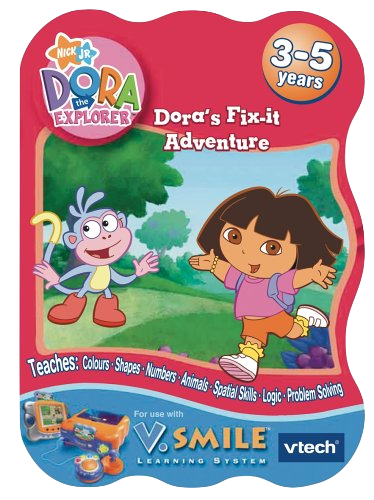 NICK JR.
DORA
the
EXPLORER
3-5
years
Dora's Fix-it
Adventure
Teaches: Colours · Shapes · Numbers · Animals · Spatial Skills · Logic · Problem Solving
For use with
V.SMILE™
LEARNING SYSTEM
vtech®